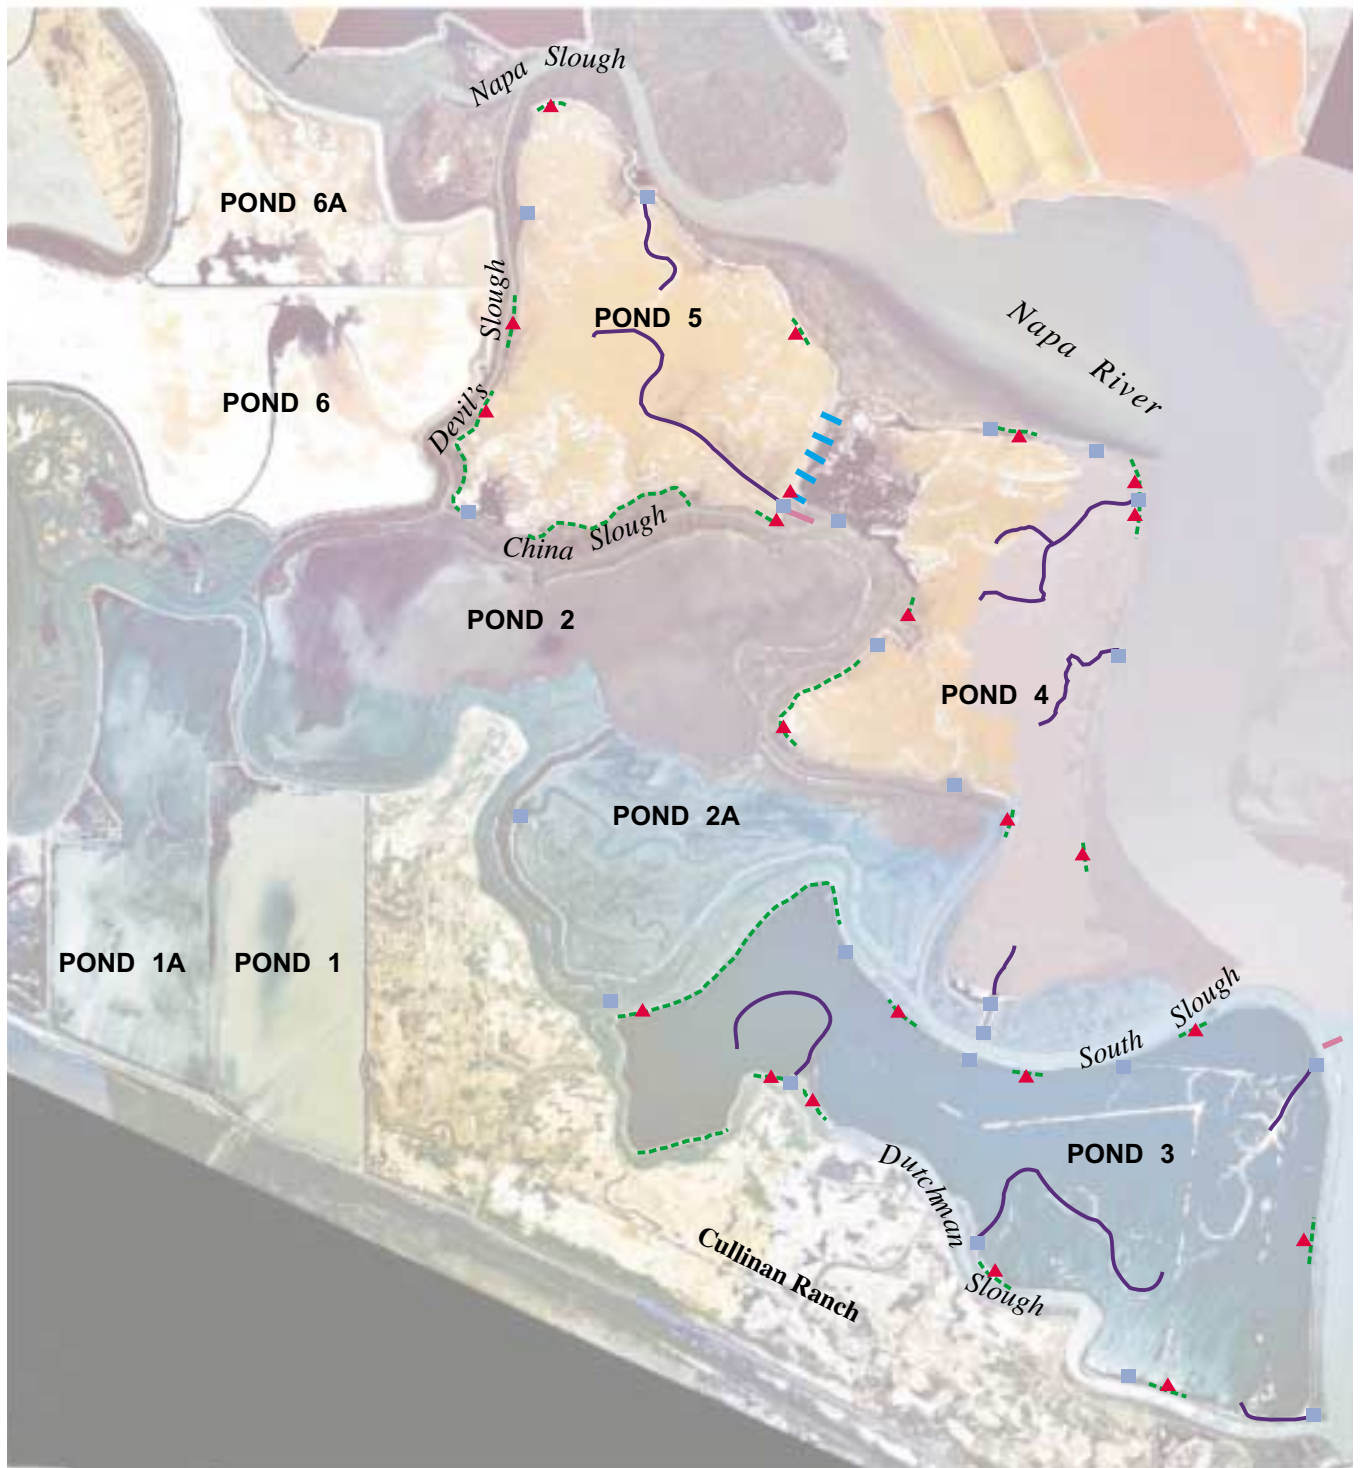 Napa Slough
POND 6A
Devil's Slough
POND 5
Napa River
POND 6
China Slough
POND 2
POND 4
POND 2A
POND 1A
POND 1
South Slough
POND 3
Dutchman Slough
Cullinan Ranch